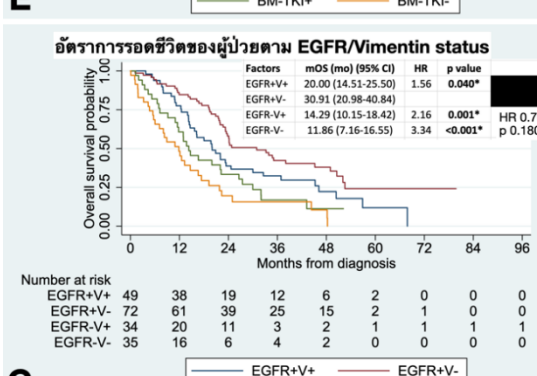 E
BM-TKI+ BM-TKI-
อัตราการรอดชีวิตของผู้ป่วยตาม EGFR/Vimentin status
Factors mOS (mo) (95% CI) HR p value
EGFR+V+ 20.00 (14.51-25.50) 1.56 0.040*
EGFR+V- 30.91 (20.98-40.84)
EGFR-V+ 14.29 (10.15-18.42) 2.16 0.001*
EGFR-V- 11.86 (7.16-16.55) 3.34 <0.001*
HR 0.7
p 0.180
Overall survival probability
1.00
0.75
0.50
0.25
0.00
0 12 24 36 48 60 72 84 96
Months from diagnosis
Number at risk
EGFR+V+ 49 38 19 12 6 2 0 0 0
EGFR+V- 72 61 39 25 15 2 1 0 0
EGFR-V+ 34 20 11 3 2 1 1 1 1
EGFR-V- 35 16 6 4 2 0 0 0 0
EGFR+V+ EGFR+V-